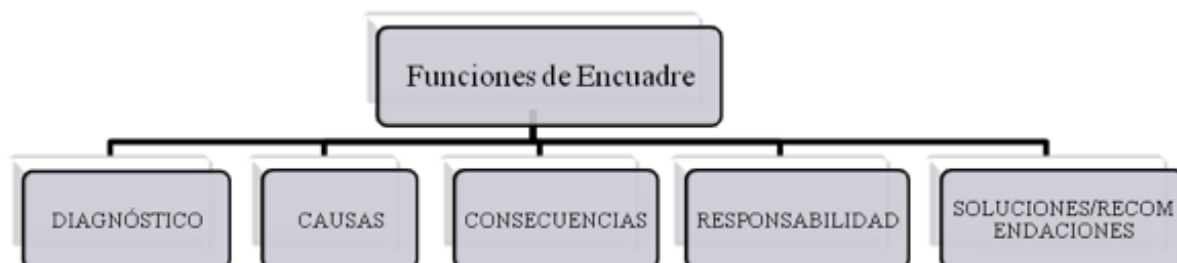 Funciones de Encuadre
DIAGNÓSTICO
CAUSAS
CONSECUENCIAS
RESPONSABILIDAD
SOLUCIONES/RECOM
ENDACIONES